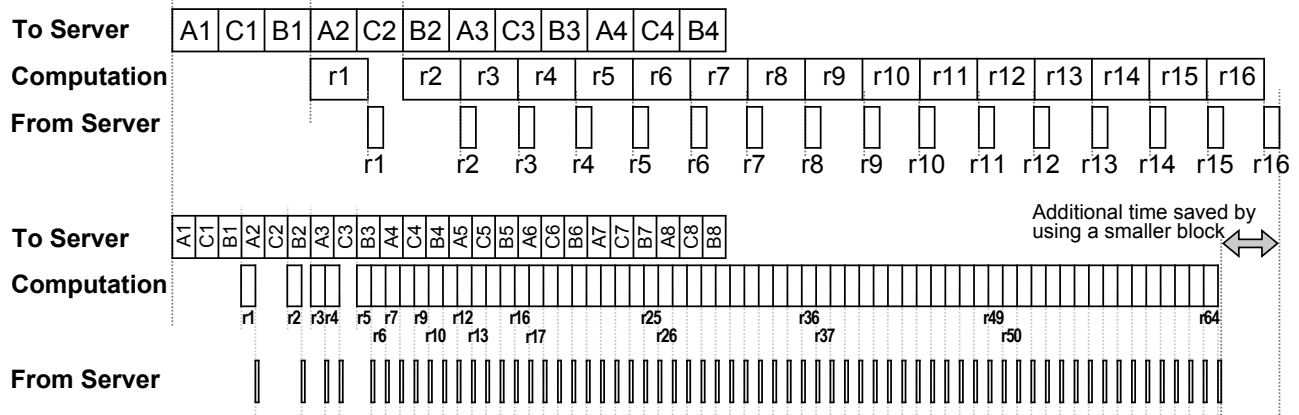 To Server A1 C1 B1 A2 C2 B2 A3 C3 B3 A4 C4 B4
Computation r1 r2 r3 r4 r5 r6 r7 r8 r9 r10 r11 r12 r13 r14 r15 r16
From Server
r1 r2 r3 r4 r5 r6 r7 r8 r9 r10 r11 r12 r13 r14 r15 r16
Additional time saved by
using a smaller block
To Server A1 C1 B1 A2 C2 B2 A3 C3 B3 A4 C4 B4 A5 C5 B5 A6 C6 B6 A7 C7 B7 A8 C8 B8
Computation
r1 r2 r3 r4 r5 r7 r9 r12 r16 r25 r36 r49 r64
r6 r10 r13 r17 r26 r37 r50
From Server